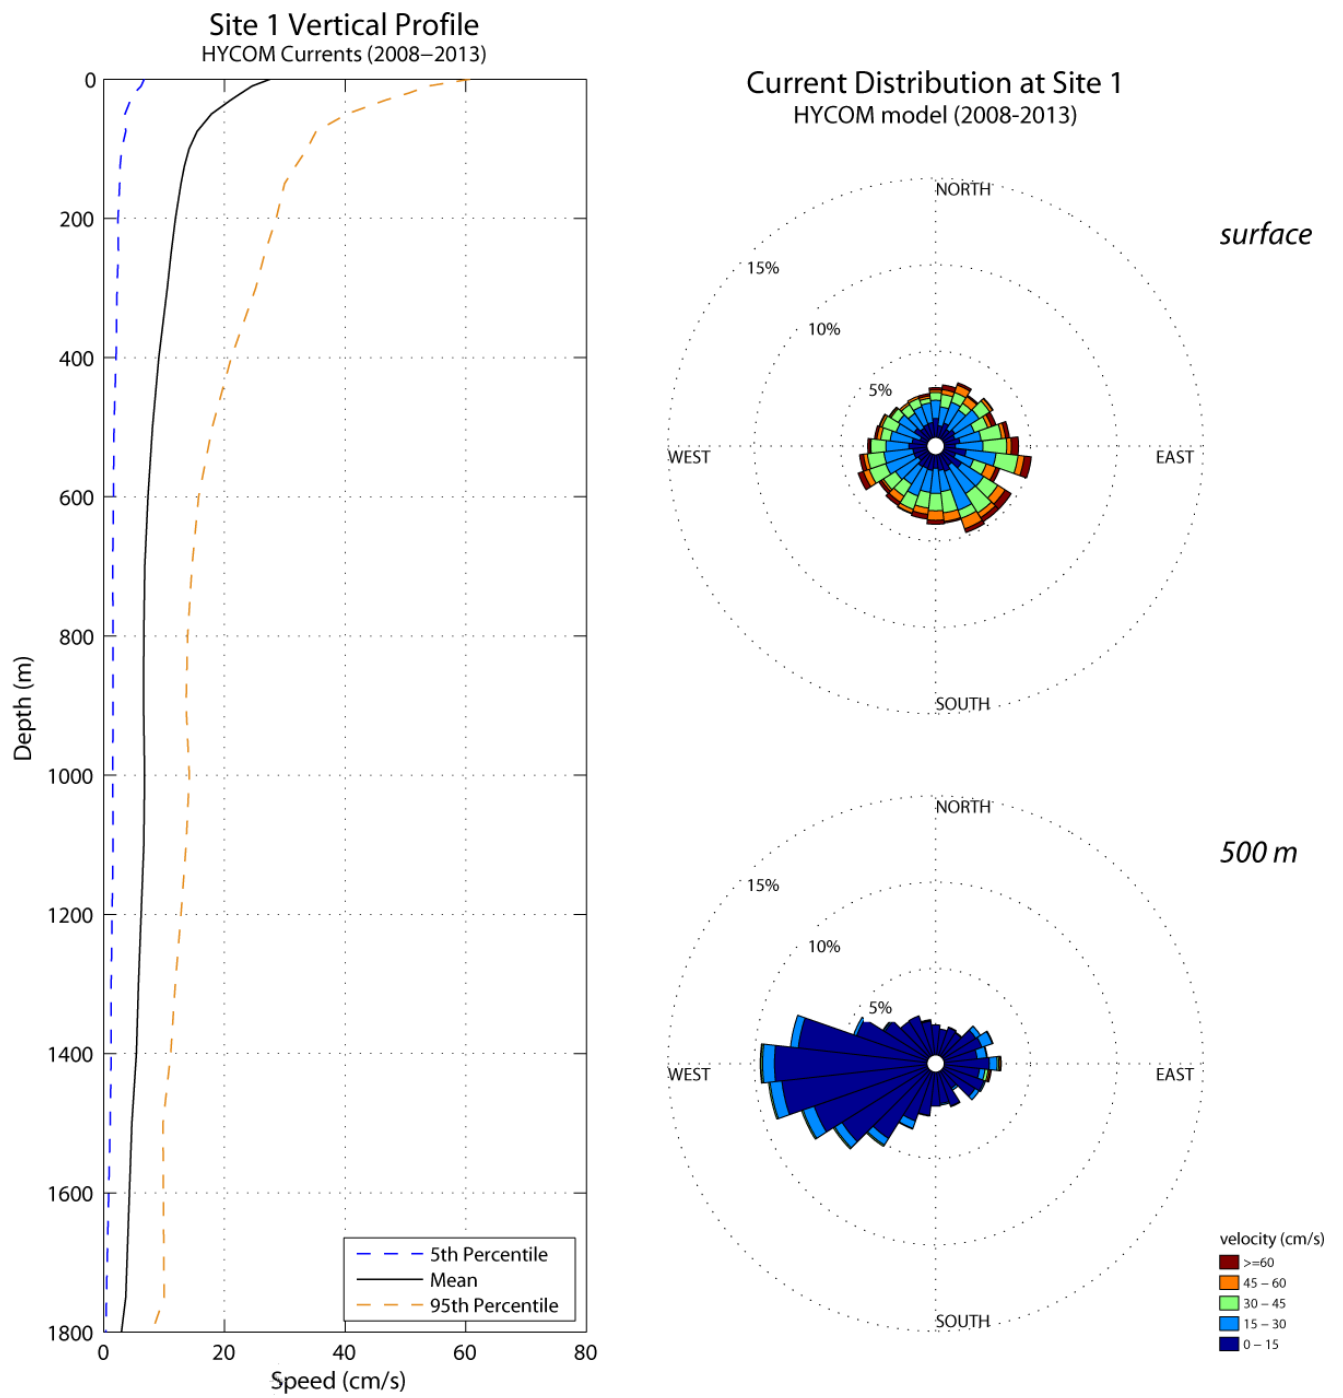 Site 1 Vertical Profile
HYCOM Currents (2008−2013)
0
200
400
600
800
1000
1200
1400
1600
1800
Depth (m)
0
20
40
60
80
Speed (cm/s)
5th Percentile
Mean
95th Percentile
Current Distribution at Site 1
HYCOM model (2008-2013)
surface
NORTH
15%
10%
5%
WEST
EAST
SOUTH
500 m
NORTH
15%
10%
5%
WEST
EAST
SOUTH
velocity (cm/s)
>=60
45 − 60
30 − 45
15 − 30
0 − 15